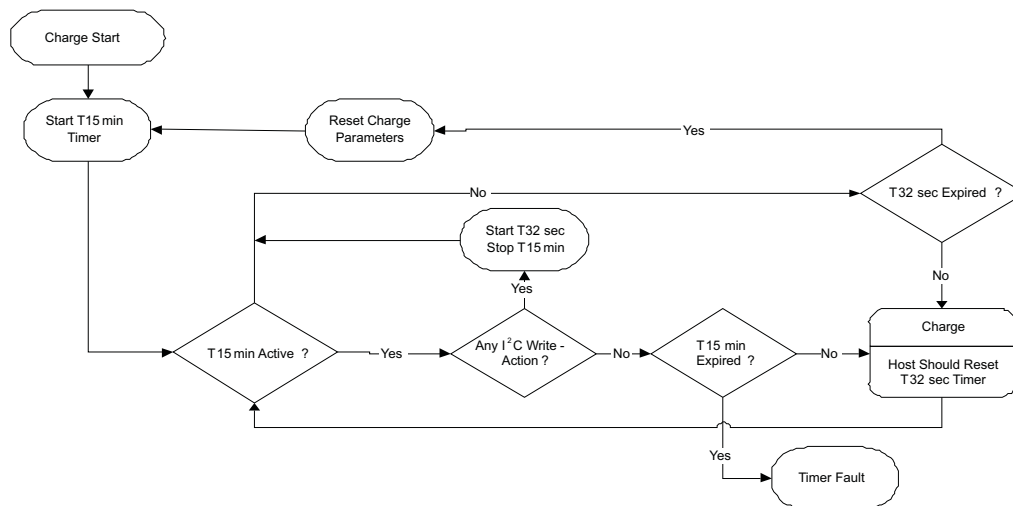 Charge Start
Start T15 min
Timer
Reset Charge
Parameters
Yes
T32 sec Expired ?
No
Start T32 sec
Stop T15 min
No
Yes
T15 min Active ?
Yes
Any I²C Write -
Action ?
No
T15 min
Expired ?
No
Charge
Host Should Reset
T32 sec Timer
Yes
Timer Fault